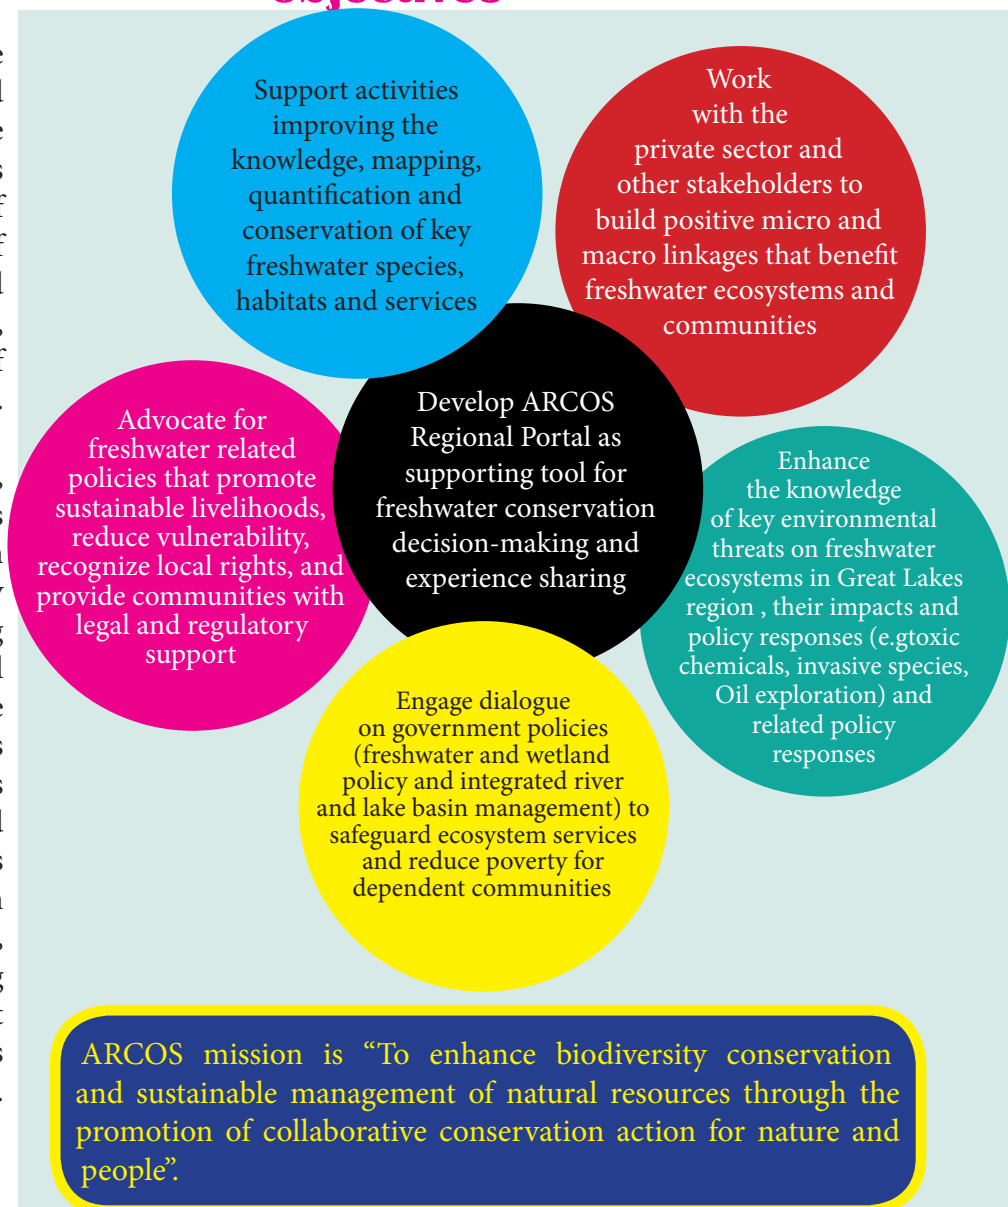 objectives
Support activities
improving the
knowledge, mapping,
quantification and
conservation of key
freshwater species,
habitats and services
Work
with the
private sector and
other stakeholders to
build positive micro and
macro linkages that benefit
freshwater ecosystems and
communities
Advocate for
freshwater related
policies that promote
sustainable livelihoods,
reduce vulnerability,
recognize local rights, and
provide communities with
legal and regulatory
support
Develop ARCOS
Regional Portal as
supporting tool for
freshwater conservation
decision-making and
experience sharing
Enhance
the knowledge
of key environmental
threats on freshwater
ecosystems in Great Lakes
region , their impacts and
policy responses (e.gtoxic
chemicals, invasive species,
Oil exploration) and
related policy
responses
Engage dialogue
on government policies
(freshwater and wetland
policy and integrated river
and lake basin management) to
safeguard ecosystem services
and reduce poverty for
dependent communities
ARCOS mission is “To enhance biodiversity conservation
and sustainable management of natural resources through the
promotion of collaborative conservation action for nature and
people”.